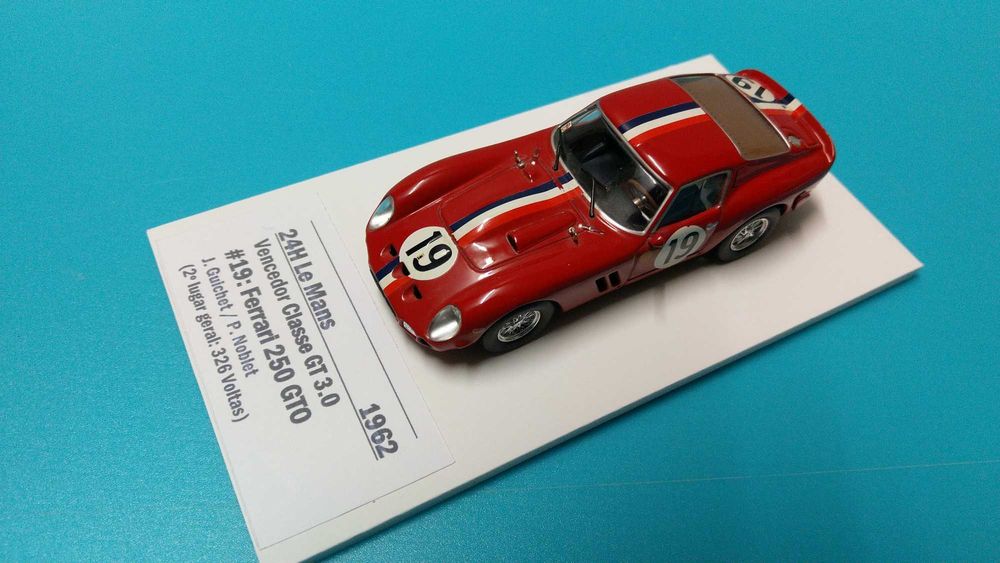 24H Le Mans 1962
Vencedor Classe GT 3.0
#19: Ferrari 250 GTO
J. Guichet / P. Noblet
(2º lugar geral: 326 Voltas)
19
19
19